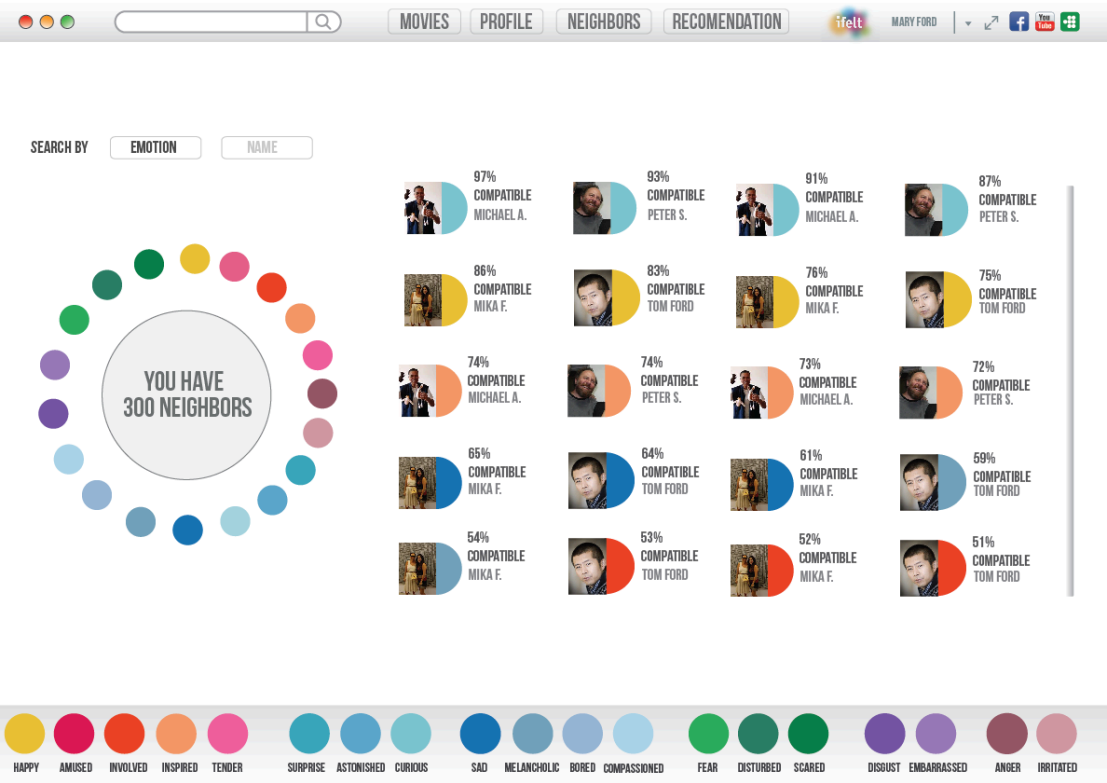 MOVIES PROFILE NEIGHBORS RECOMENDATION ifelt MARY FORD You Tube
SEARCH BY EMOTION NAME
YOU HAVE
300 NEIGHBORS
97%
COMPATIBLE
MICHAEL A.
93%
COMPATIBLE
PETER S.
91%
COMPATIBLE
MICHAEL A.
87%
COMPATIBLE
PETER S.
86%
COMPATIBLE
MIKA F.
83%
COMPATIBLE
TOM FORD
76%
COMPATIBLE
MIKA F.
75%
COMPATIBLE
TOM FORD
74%
COMPATIBLE
MICHAEL A.
74%
COMPATIBLE
PETER S.
73%
COMPATIBLE
MICHAEL A.
72%
COMPATIBLE
PETER S.
65%
COMPATIBLE
MIKA F.
64%
COMPATIBLE
TOM FORD
61%
COMPATIBLE
MIKA F.
59%
COMPATIBLE
TOM FORD
54%
COMPATIBLE
MIKA F.
53%
COMPATIBLE
TOM FORD
52%
COMPATIBLE
MIKA F.
51%
COMPATIBLE
TOM FORD
HAPPY AMUSED INVOLVED INSPIRED TENDER SURPRISE ASTONISHED CURIOUS SAD MELANCHOLIC BORED COMPASSIONED FEAR DISTURBED SCARED DISGUST EMBARRASSED ANGER IRRITATED